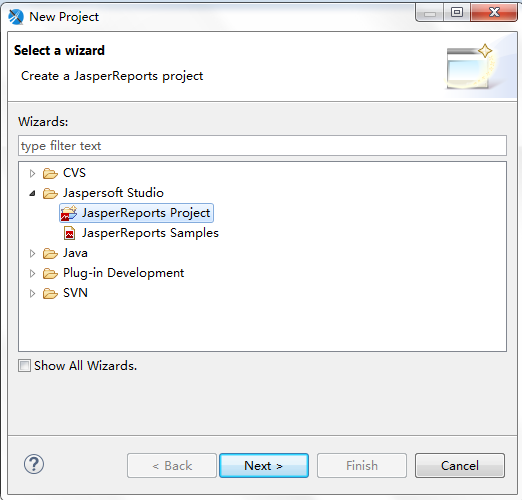 New Project
Select a wizard
Create a JasperReports project
Wizards:
type filter text
CVS
Jaspersoft Studio
JasperReports Project
JasperReports Samples
Java
Plug-in Development
SVN
Show All Wizards.
? < Back Next > Finish Cancel